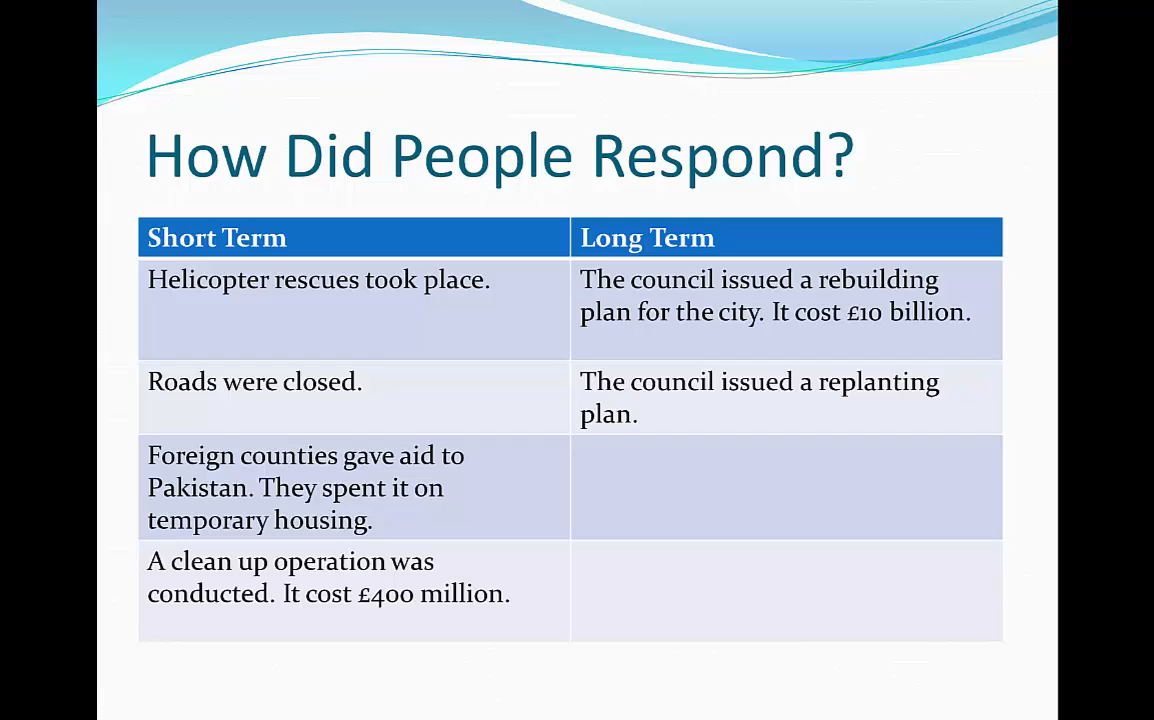 How Did People Respond?
Short Term
Long Term
Helicopter rescues took place.
The council issued a rebuilding
plan for the city. It cost £10 billion.
Roads were closed.
The council issued a replanting
plan.
Foreign counties gave aid to
Pakistan. They spent it on
temporary housing.
A clean up operation was
conducted. It cost £400 million.